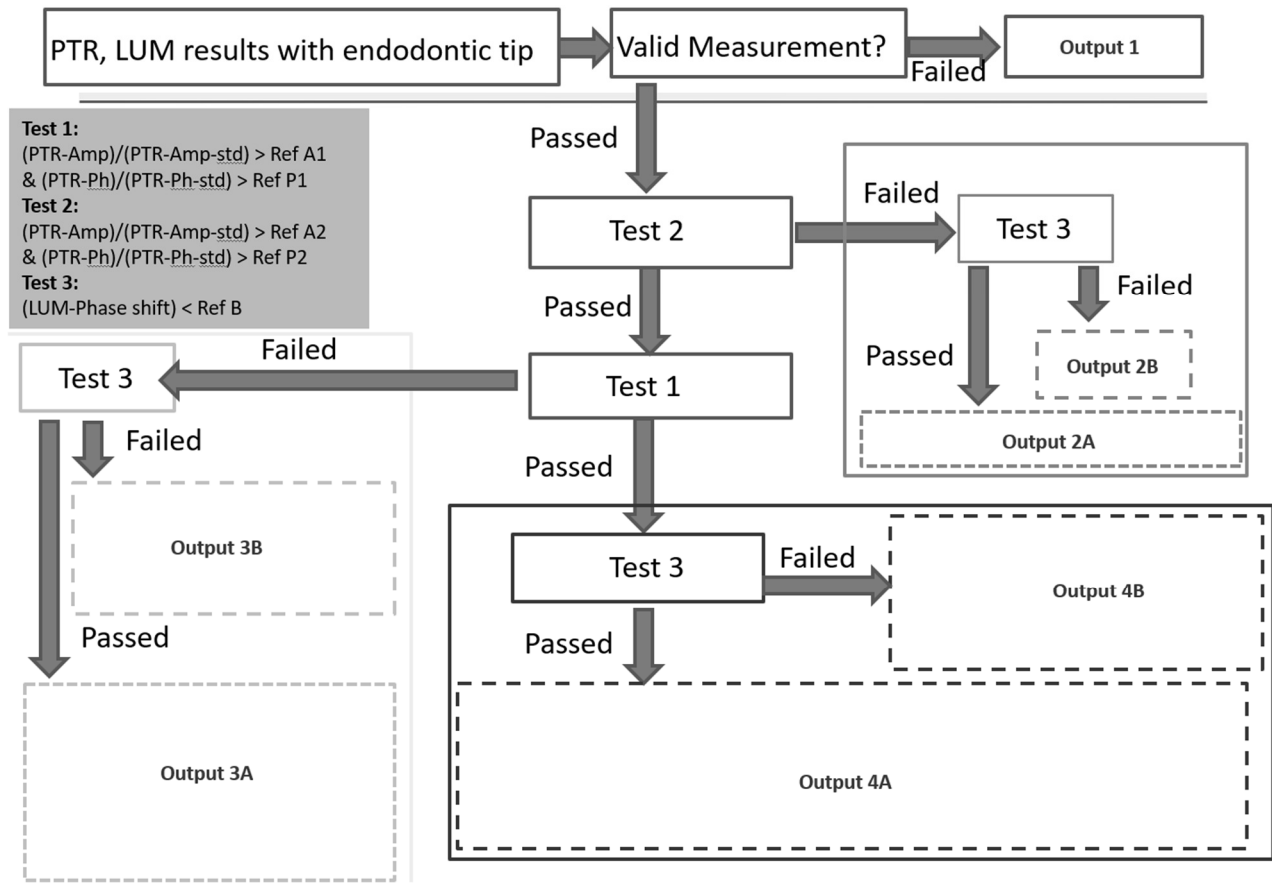 PTR, LUM results with endodontic tip
Valid Measurement?
Failed
Output 1
Test 1:
(PTR-Amp)/(PTR-Amp-std) > Ref A1
& (PTR-Ph)/(PTR-Ph-std) > Ref P1
Test 2:
(PTR-Amp)/(PTR-Amp-std) > Ref A2
& (PTR-Ph)/(PTR-Ph-std) > Ref P2
Test 3:
(LUM-Phase shift) < Ref B
Passed
Test 2
Failed
Test 3
Failed
Passed
Output 2B
Output 2A
Passed
Test 1
Failed
Test 3
Failed
Output 3B
Passed
Output 3A
Passed
Test 3
Failed
Output 4B
Passed
Output 4A